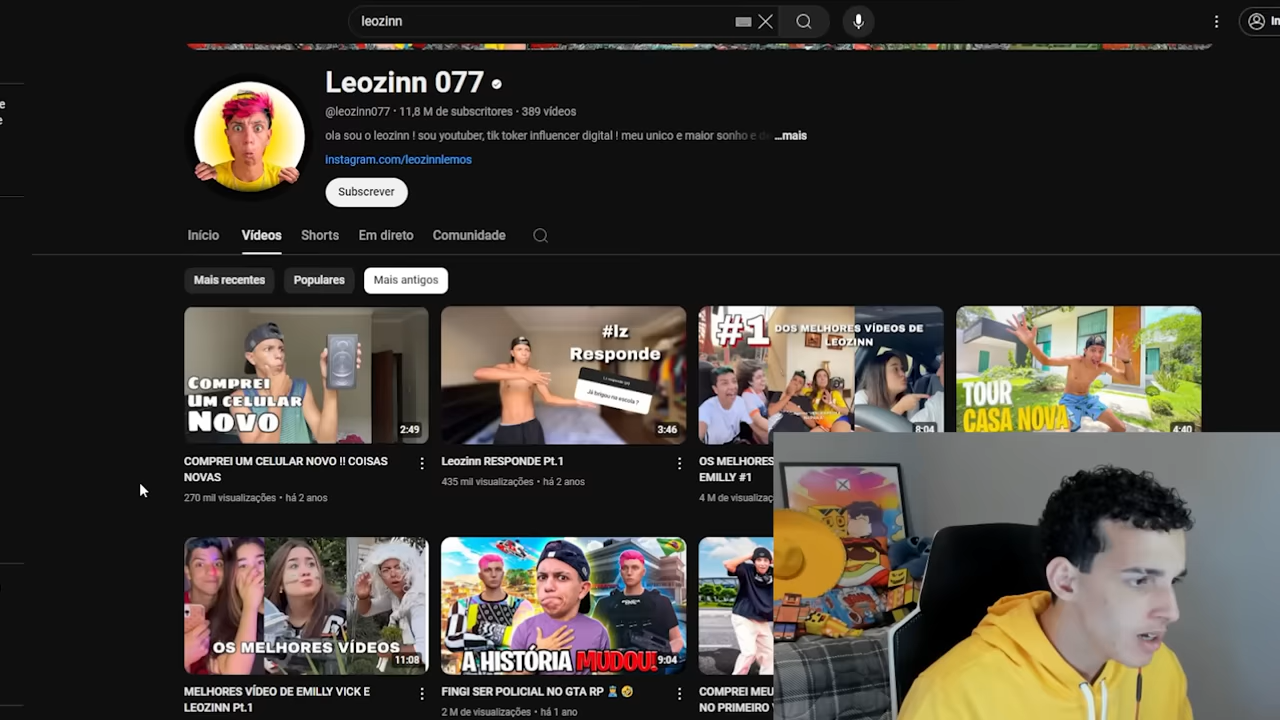 leozinn
In
e
e
Leozinn 077
@leozinn077 · 11,8 M de subscritores · 389 vídeos
ola sou o leozinn ! sou youtuber, tik toker influencer digital ! meu unico e maior sonho e de ...mais
instagram.com/leozinnlemos
Subscrever
Início Vídeos Shorts Em direto Comunidade
Mais recentes Populares Mais antigos
COMPREI
UM CELULAR
NOVO
2:49
#lz
Responde
Já brigou na escola ?
3:46
#1 DOS MELHORES VÍDEOS DE
LEOZINN
8:04
TOUR
CASA NOVA
4:40
COMPREI UM CELULAR NOVO !! COISAS
NOVAS
270 mil visualizações · há 2 anos
Leozinn RESPONDE Pt.1
435 mil visualizações · há 2 anos
OS MELHORES
EMILLY #1
4 M de visualizaç
OS MELHORES VÍDEOS
11:08
A HISTÓRIA MUDOU!
9:04
MELHORES VÍDEO DE EMILLY VICK E
LEOZINN Pt.1
FINGI SER POLICIAL NO GTA RP
2 M de visualizações · há 1 ano
COMPREI MEU
NO PRIMEIRO